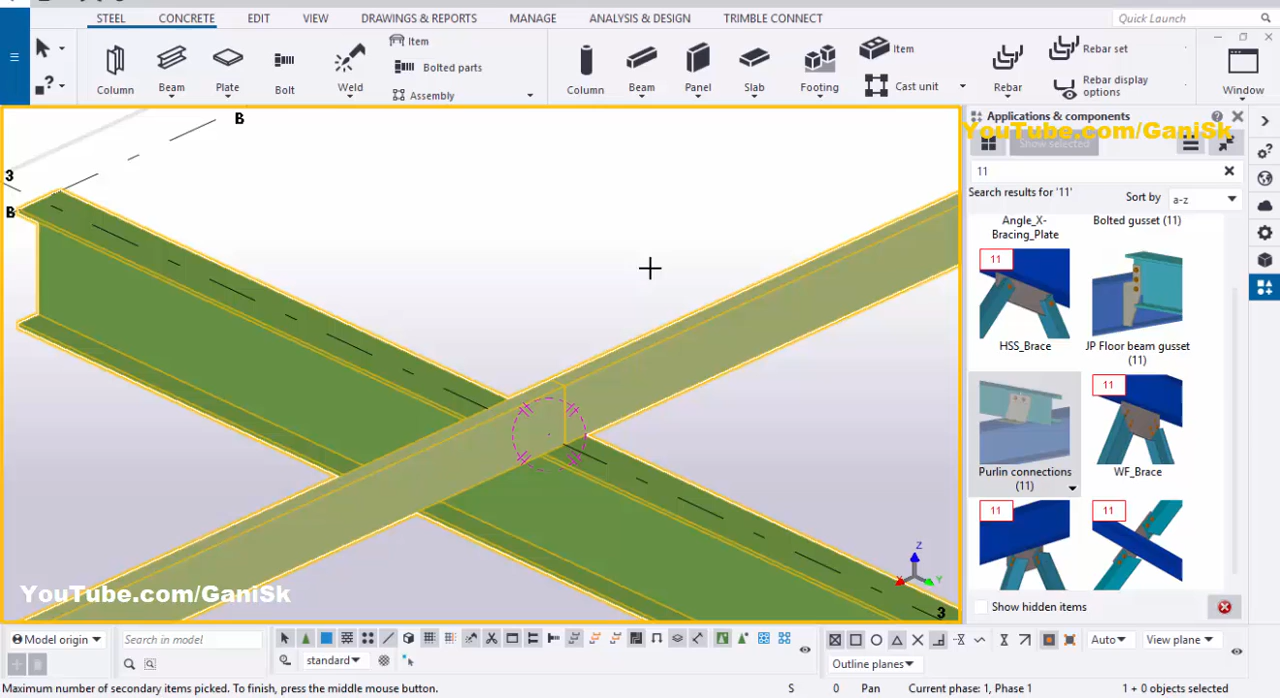 STEEL CONCRETE EDIT VIEW DRAWINGS & REPORTS MANAGE ANALYSIS & DESIGN TRIMBLE CONNECT Quick Launch
Item
Bolted parts
Assembly
Column Beam Plate Bolt Weld
Column Beam Panel Slab Footing
Item
Cast unit
Rebar
Rebar set
Rebar display options
Window
Applications & components
YouTube.com/GaniSk
Show selected
11
Search results for '11'
Sort by a-z
Angle_X-
Bracing_Plate
Bolted gusset (11)
11
HSS_Brace
JP Floor beam gusset
(11)
Purlin connections
(11)
11
WF_Brace
11
11
Show hidden items
B
3
B
Z
X
Y
3
YouTube.com/GaniSk
Model origin
Search in model
standard
Auto
View plane
Outline planes
Maximum number of secondary items picked. To finish, press the middle mouse button.
S 0 Pan Current phase: 1, Phase 1 1 + 0 objects selected